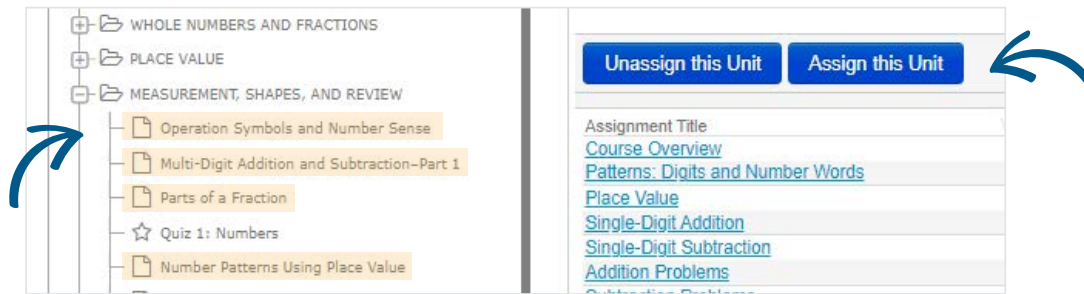 WHOLE NUMBERS AND FRACTIONS
PLACE VALUE
MEASUREMENT, SHAPES, AND REVIEW
Operation Symbols and Number Sense
Multi-Digit Addition and Subtraction–Part 1
Parts of a Fraction
Quiz 1: Numbers
Number Patterns Using Place Value
Unassign this Unit
Assign this Unit
Assignment Title
Course Overview
Patterns: Digits and Number Words
Place Value
Single-Digit Addition
Single-Digit Subtraction
Addition Problems